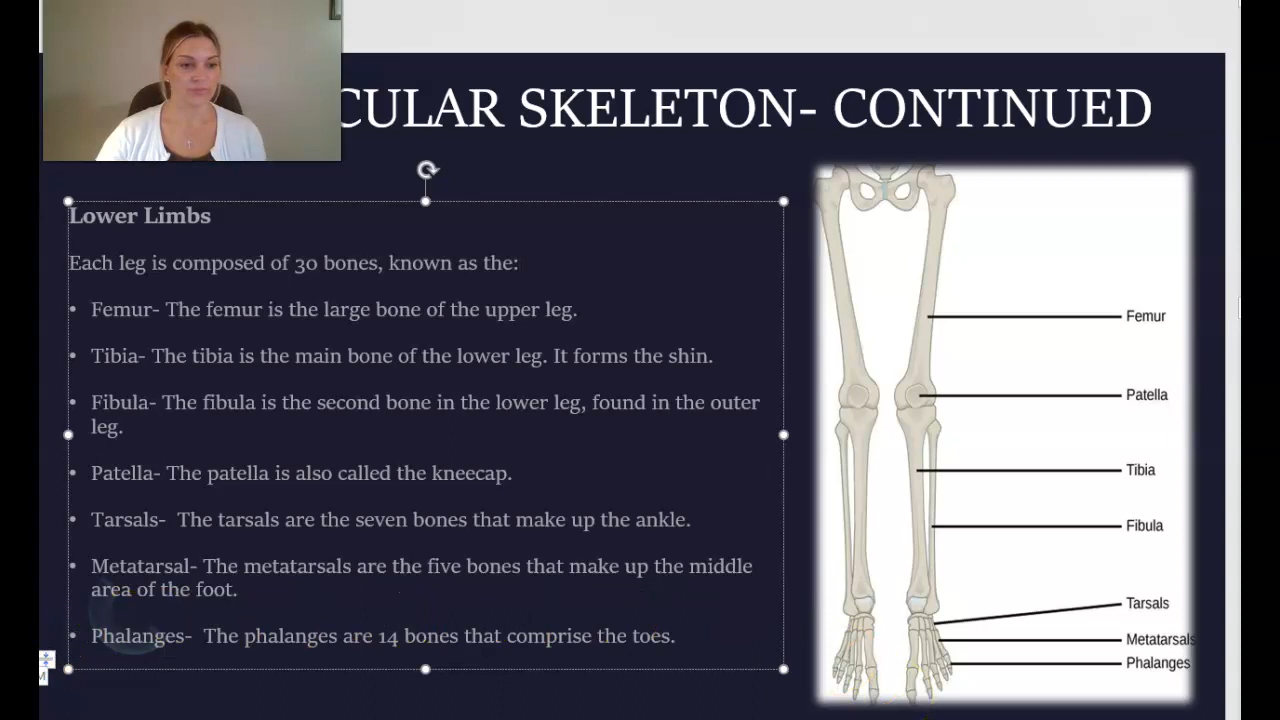 CULAR SKELETON- CONTINUED
Lower Limbs
Each leg is composed of 30 bones, known as the:
• Femur- The femur is the large bone of the upper leg.
• Tibia- The tibia is the main bone of the lower leg. It forms the shin.
• Fibula- The fibula is the second bone in the lower leg, found in the outer
leg.
• Patella- The patella is also called the kneecap.
• Tarsals-  The tarsals are the seven bones that make up the ankle.
• Metatarsal- The metatarsals are the five bones that make up the middle
area of the foot.
• Phalanges-  The phalanges are 14 bones that comprise the toes.
Femur
Patella
Tibia
Fibula
Tarsals
Metatarsals
Phalanges